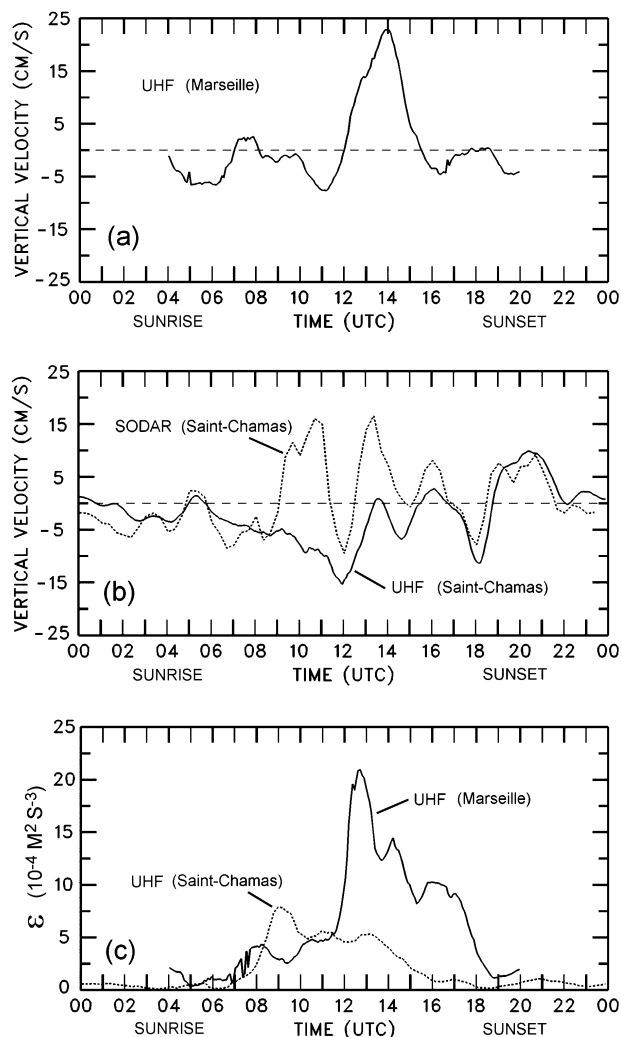 25
15
5
-5
-15
-25
VERTICAL VELOCITY (CM/S)
UHF (Marseille)
(a)
00 02 04 06 08 10 12 14 16 18 20 22 00
SUNRISE TIME (UTC) SUNSET
25
15
5
-5
-15
-25
VERTICAL VELOCITY (CM/S)
SODAR (Saint-Chamas)
UHF (Saint-Chamas)
(b)
00 02 04 06 08 10 12 14 16 18 20 22 00
SUNRISE TIME (UTC) SUNSET
25
20
15
10
5
0
ε (10-4 M2 S-3)
UHF (Marseille)
UHF (Saint-Chamas)
(c)
00 02 04 06 08 10 12 14 16 18 20 22 00
SUNRISE TIME (UTC) SUNSET